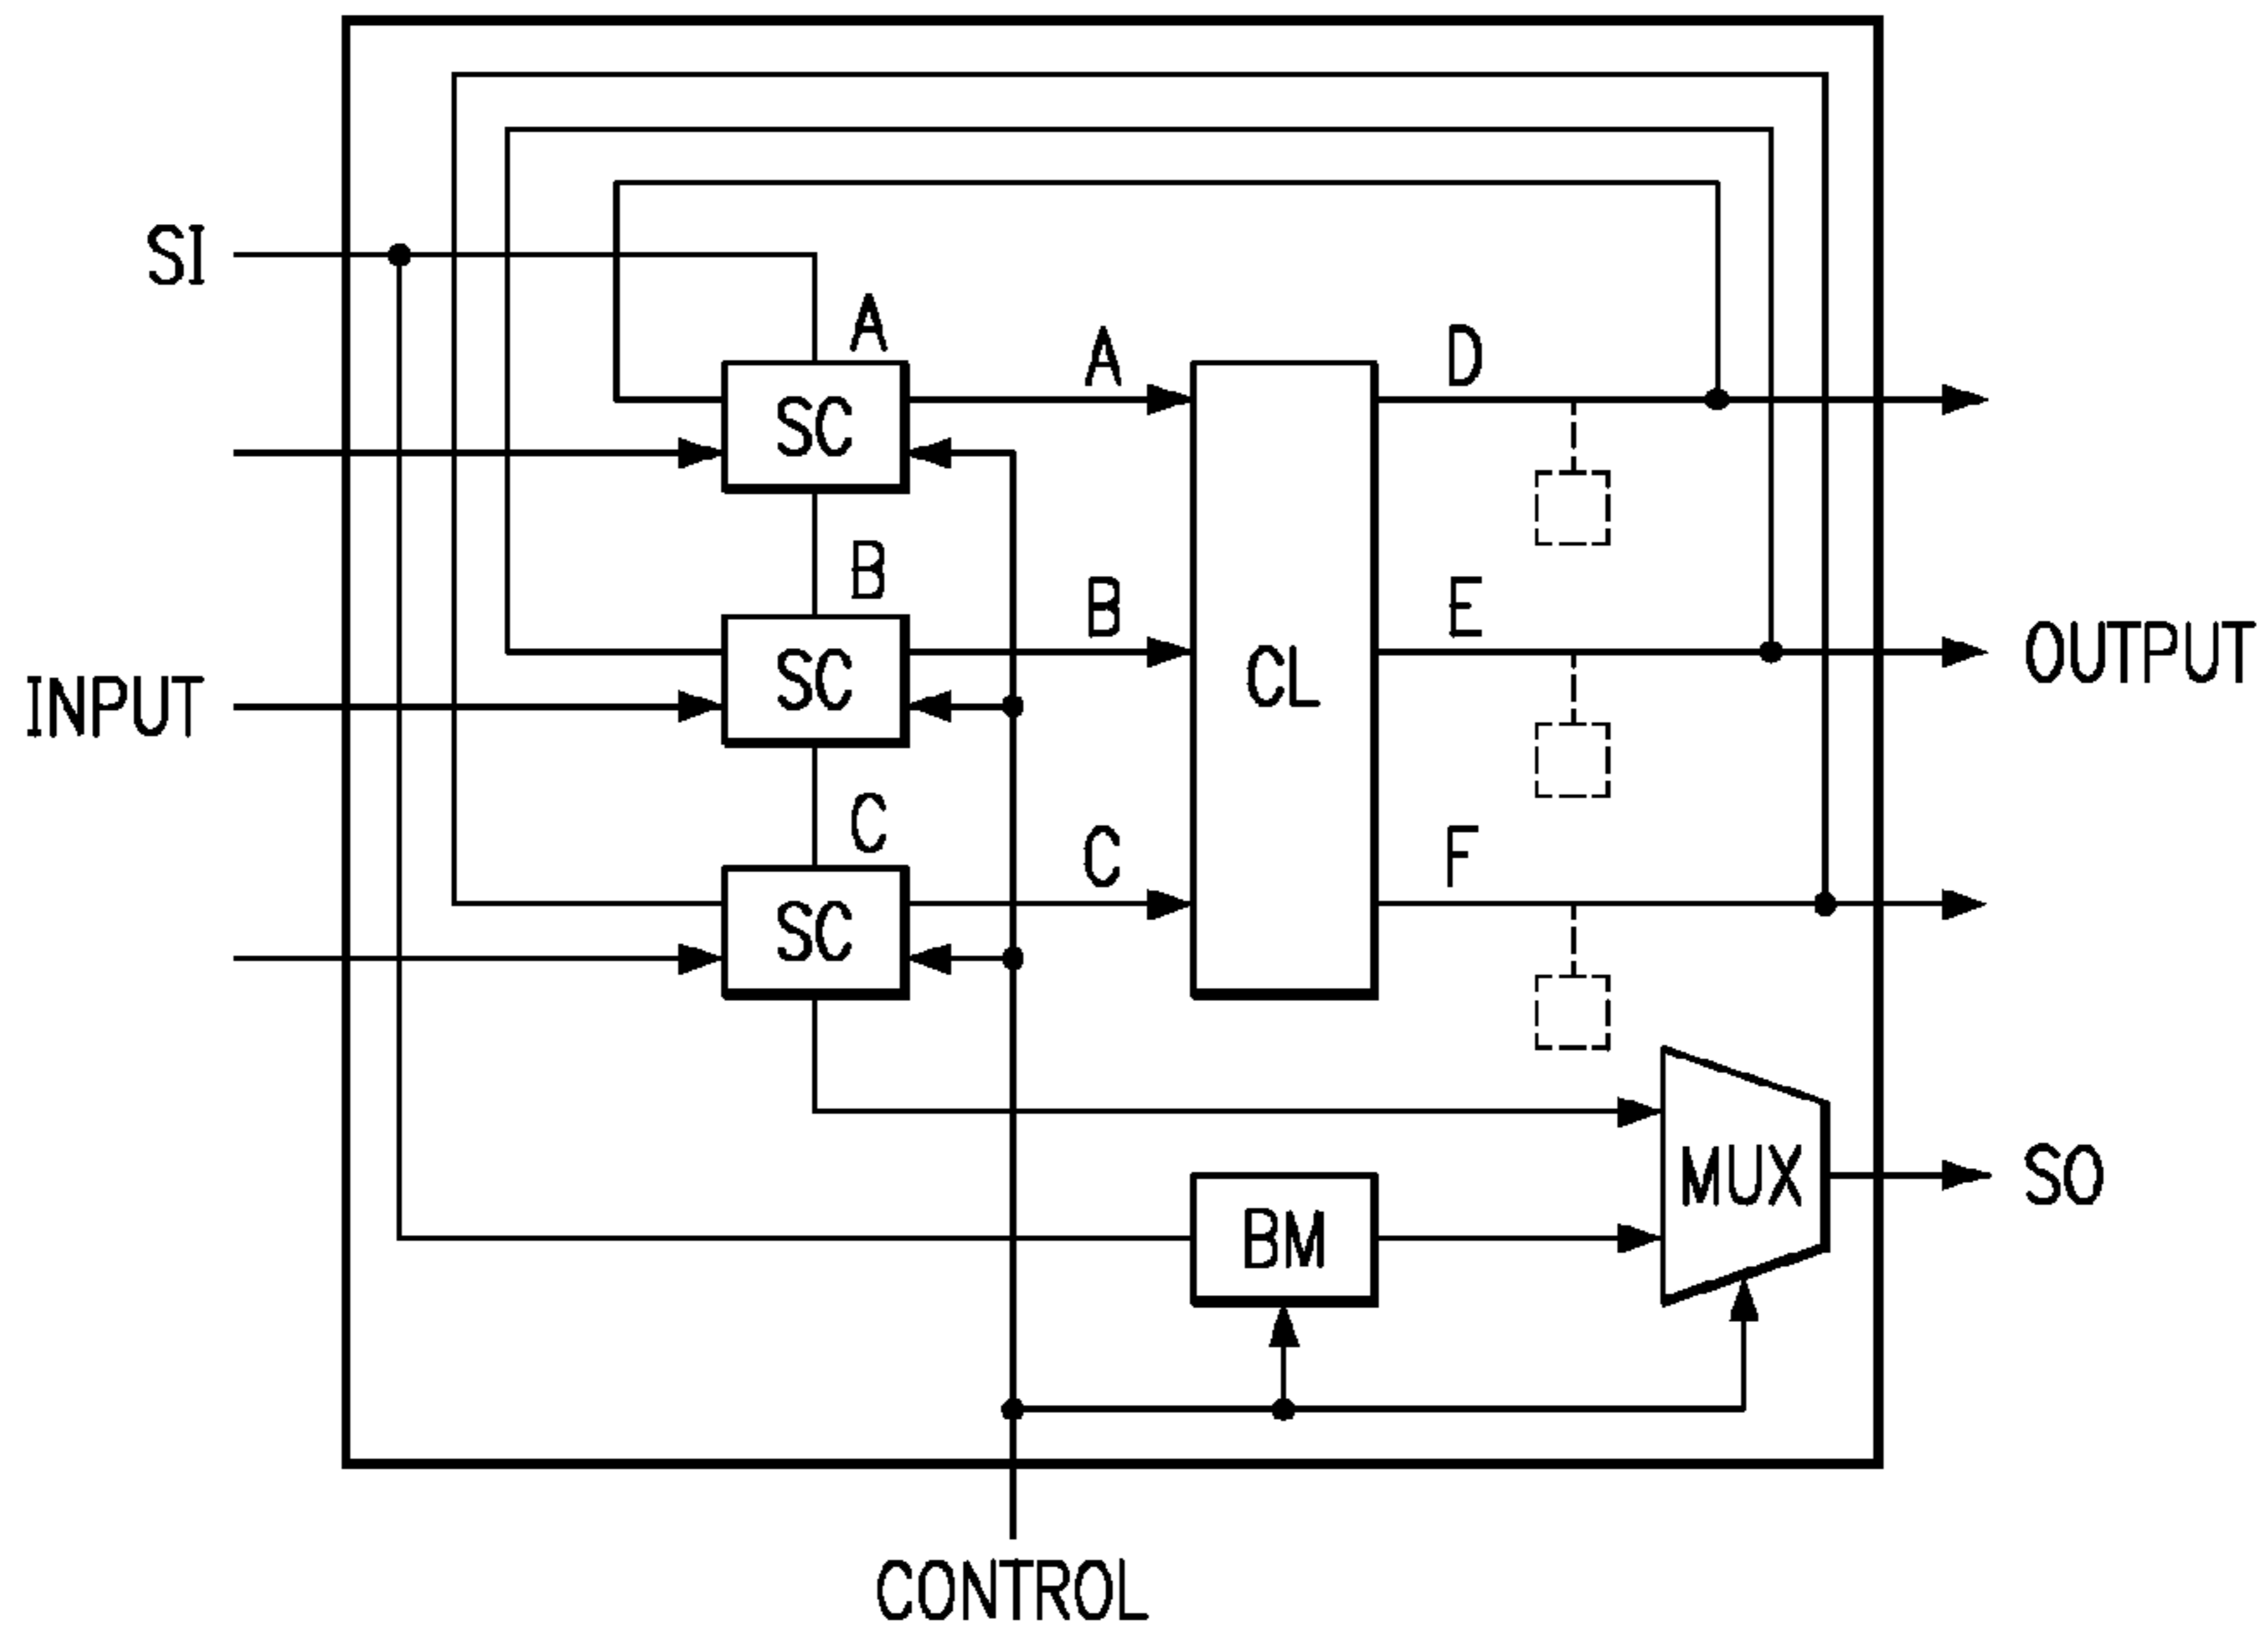 SI
A
A
D
SC
B
B
E
SC
CL
INPUT
OUTPUT
C
C
F
SC
MUX
SO
BM
CONTROL